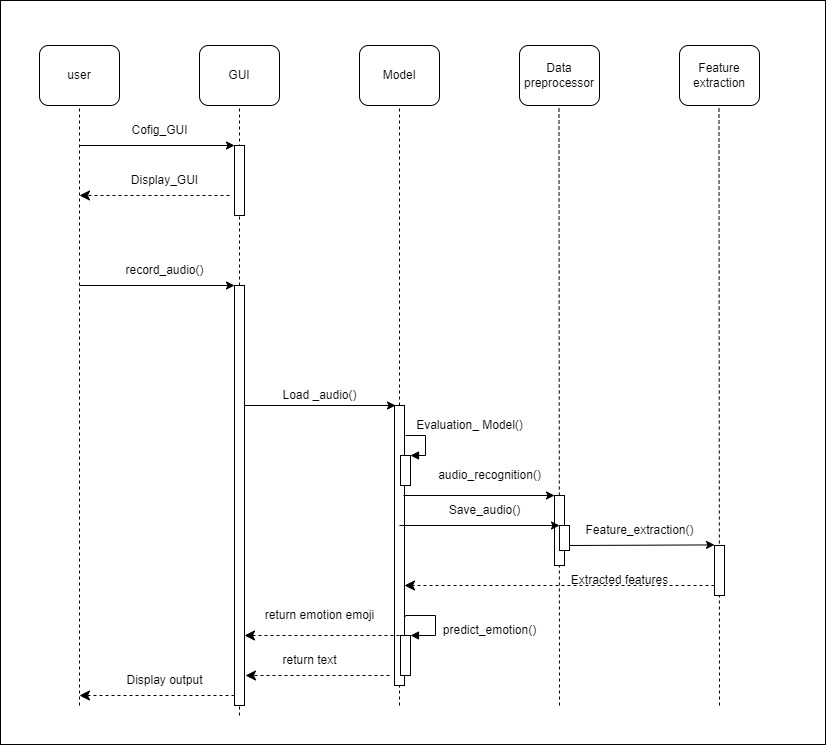 user
GUI
Model
Data
preprocessor
Feature
extraction
Cofig_GUI
Display_GUI
record_audio()
Load _audio()
Evaluation_ Model()
audio_recognition()
Save_audio()
Feature_extraction()
Extracted features
return emotion emoji
predict_emotion()
return text
Display output